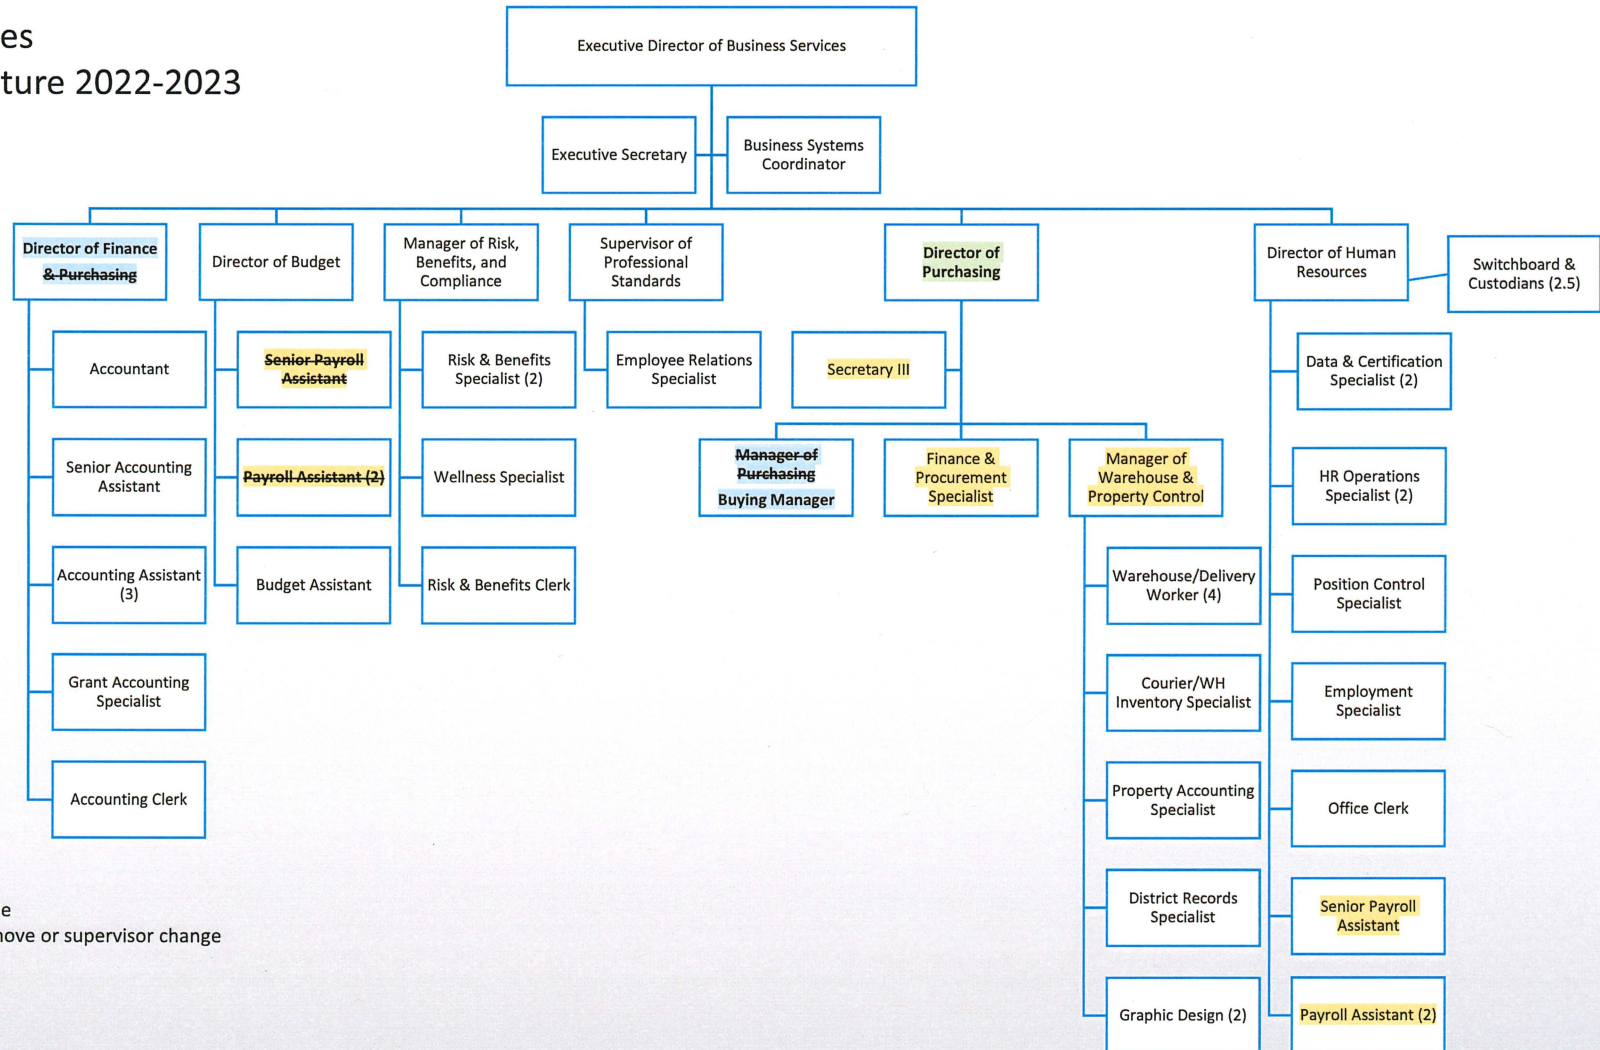 es
ture 2022-2023
Executive Director of Business Services
Executive Secretary
Business Systems
Coordinator
Director of Finance
& Purchasing
Director of Budget
Manager of Risk,
Benefits, and
Compliance
Supervisor of
Professional
Standards
Director of
Purchasing
Director of Human
Resources
Switchboard &
Custodians (2.5)
Accountant
Senior Accounting
Assistant
Accounting Assistant
(3)
Grant Accounting
Specialist
Accounting Clerk
Senior Payroll
Assistant
Payroll Assistant (2)
Budget Assistant
Risk & Benefits
Specialist (2)
Wellness Specialist
Risk & Benefits Clerk
Employee Relations
Specialist
Secretary III
Manager of
Purchasing
Buying Manager
Finance &
Procurement
Specialist
Manager of
Warehouse &
Property Control
Warehouse/Delivery
Worker (4)
Courier/WH
Inventory Specialist
Property Accounting
Specialist
District Records
Specialist
Graphic Design (2)
Data & Certification
Specialist (2)
HR Operations
Specialist (2)
Position Control
Specialist
Employment
Specialist
Office Clerk
Senior Payroll
Assistant
Payroll Assistant (2)
e
nove or supervisor change